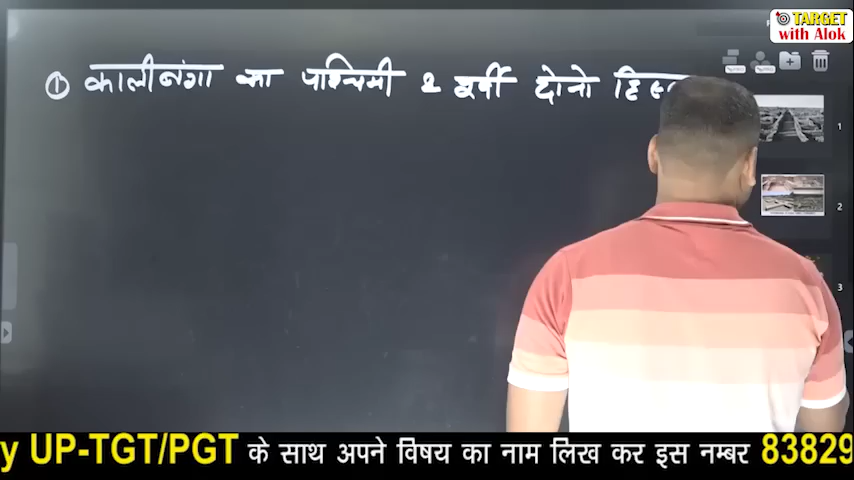 TARGET
with Alok
① कालीबंगा का पश्चिमी & पूर्वी दोनो
1
2
3
y UP-TGT/PGT के साथ अपने विषय का नाम लिख कर इस नम्बर 83829